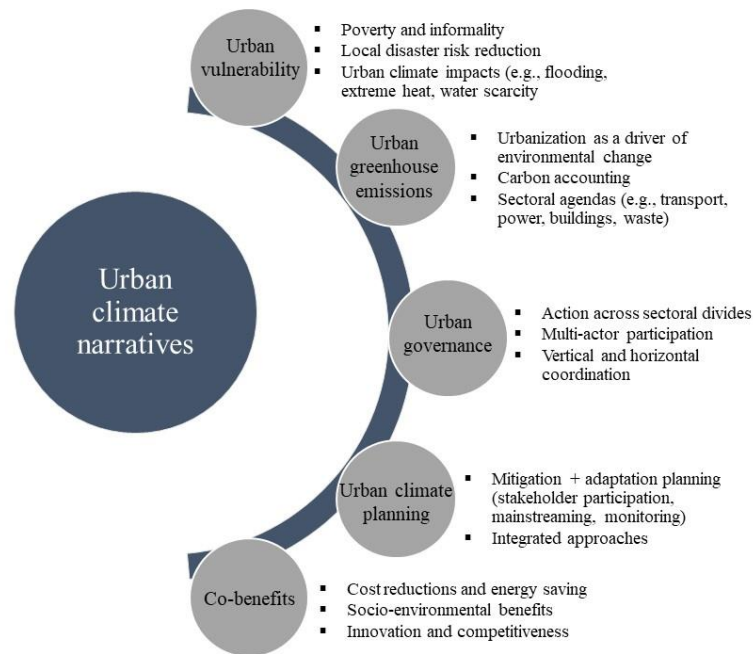 Urban
climate
narratives
Urban
vulnerability
▪ Poverty and informality
▪ Local disaster risk reduction
▪ Urban climate impacts (e.g., flooding,
extreme heat, water scarcity
Urban
greenhouse
emissions
▪ Urbanization as a driver of
environmental change
▪ Carbon accounting
▪ Sectoral agendas (e.g., transport,
power, buildings, waste)
Urban
governance
▪ Action across sectoral divides
▪ Multi-actor participation
▪ Vertical and horizontal
coordination
Urban climate
planning
▪ Mitigation + adaptation planning
(stakeholder participation,
mainstreaming, monitoring)
▪ Integrated approaches
Co-benefits
▪ Cost reductions and energy saving
▪ Socio-environmental benefits
▪ Innovation and competitiveness